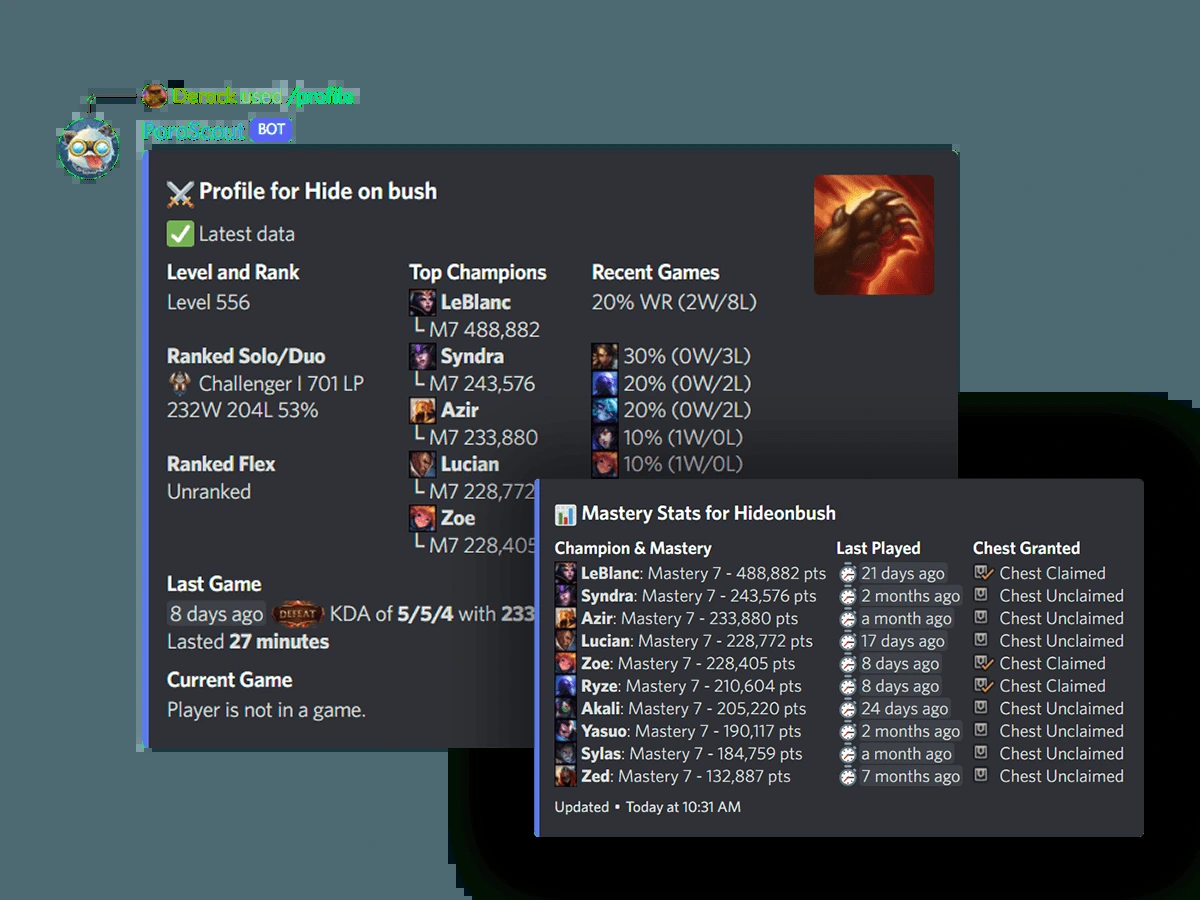 Derock used /profile
PoroScout BOT
Profile for Hide on bush
Latest data
Level and Rank
Level 556
Ranked Solo/Duo
Challenger I 701 LP
232W 204L 53%
Ranked Flex
Unranked
Top Champions
LeBlanc
M7 488,882
Syndra
M7 243,576
Azir
M7 233,880
Lucian
M7 228,772
Zoe
M7 228,405
Recent Games
20% WR (2W/8L)
30% (0W/3L)
20% (0W/2L)
20% (0W/2L)
10% (1W/0L)
10% (1W/0L)
Last Game
8 days ago DEFEAT KDA of 5/5/4 with 233
Lasted 27 minutes
Current Game
Player is not in a game.
Mastery Stats for Hideonbush
Champion & Mastery Last Played Chest Granted
LeBlanc: Mastery 7 - 488,882 pts 21 days ago Chest Claimed
Syndra: Mastery 7 - 243,576 pts 2 months ago Chest Unclaimed
Azir: Mastery 7 - 233,880 pts a month ago Chest Unclaimed
Lucian: Mastery 7 - 228,772 pts 17 days ago Chest Unclaimed
Zoe: Mastery 7 - 228,405 pts 8 days ago Chest Claimed
Ryze: Mastery 7 - 210,604 pts 8 days ago Chest Claimed
Akali: Mastery 7 - 205,220 pts 24 days ago Chest Unclaimed
Yasuo: Mastery 7 - 190,117 pts 2 months ago Chest Unclaimed
Sylas: Mastery 7 - 184,759 pts a month ago Chest Unclaimed
Zed: Mastery 7 - 132,887 pts 7 months ago Chest Unclaimed
Updated • Today at 10:31 AM